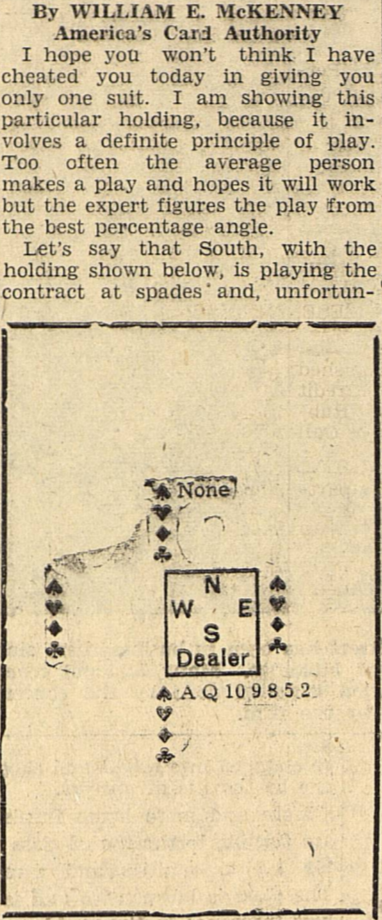 By WILLIAM E. McKENNEY
America's Card Authority
I hope you won't think I have
cheated you today in giving you
only one suit. I am showing this
particular holding, because it in-
volves a definite principle of play.
Too often the average person
makes a play and hopes it will work
but the expert figures the play from
the best percentage angle.
Let's say that South, with the
holding shown below, is playing the
contract at spades and, unfortun-
♠ None
♥
♦
♣
♠
♥
♦
♣
N
W E
S
Dealer
♠
♥
♦
♣
♠ A Q 10 9 8 5 2
♥
♦
♣